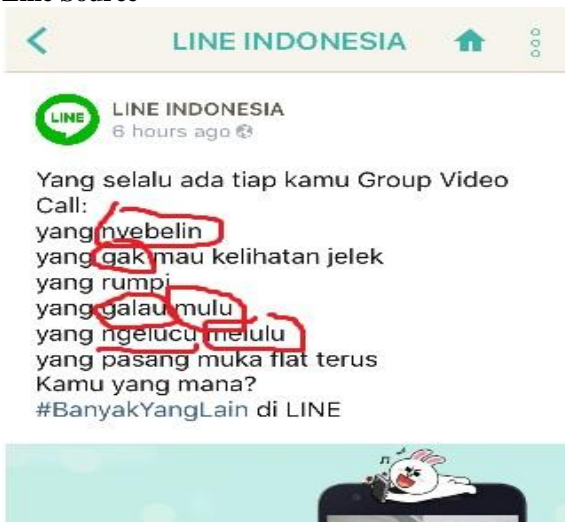 LINE INDONESIA
LINE
LINE INDONESIA
6 hours ago
Yang selalu ada tiap kamu Group Video
Call:
yang nyebelin
yang gak mau kelihatan jelek
yang rumpi
yang galau mulu
yang ngelucu melulu
yang pasang muka flat terus
Kamu yang mana?
#BanyakYangLain di LINE